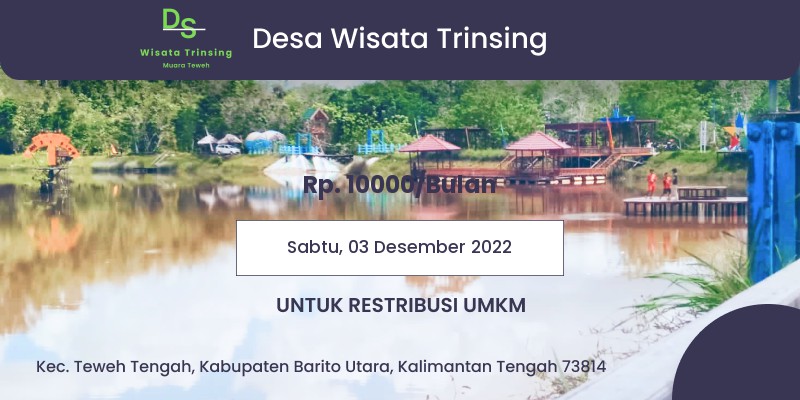 DS
Wisata Trinsing
Muara Teweh
Desa Wisata Trinsing
Rp. 10000/Bulan
Sabtu, 03 Desember 2022
UNTUK RESTRIBUSI UMKM
Kec. Teweh Tengah, Kabupaten Barito Utara, Kalimantan Tengah 73814